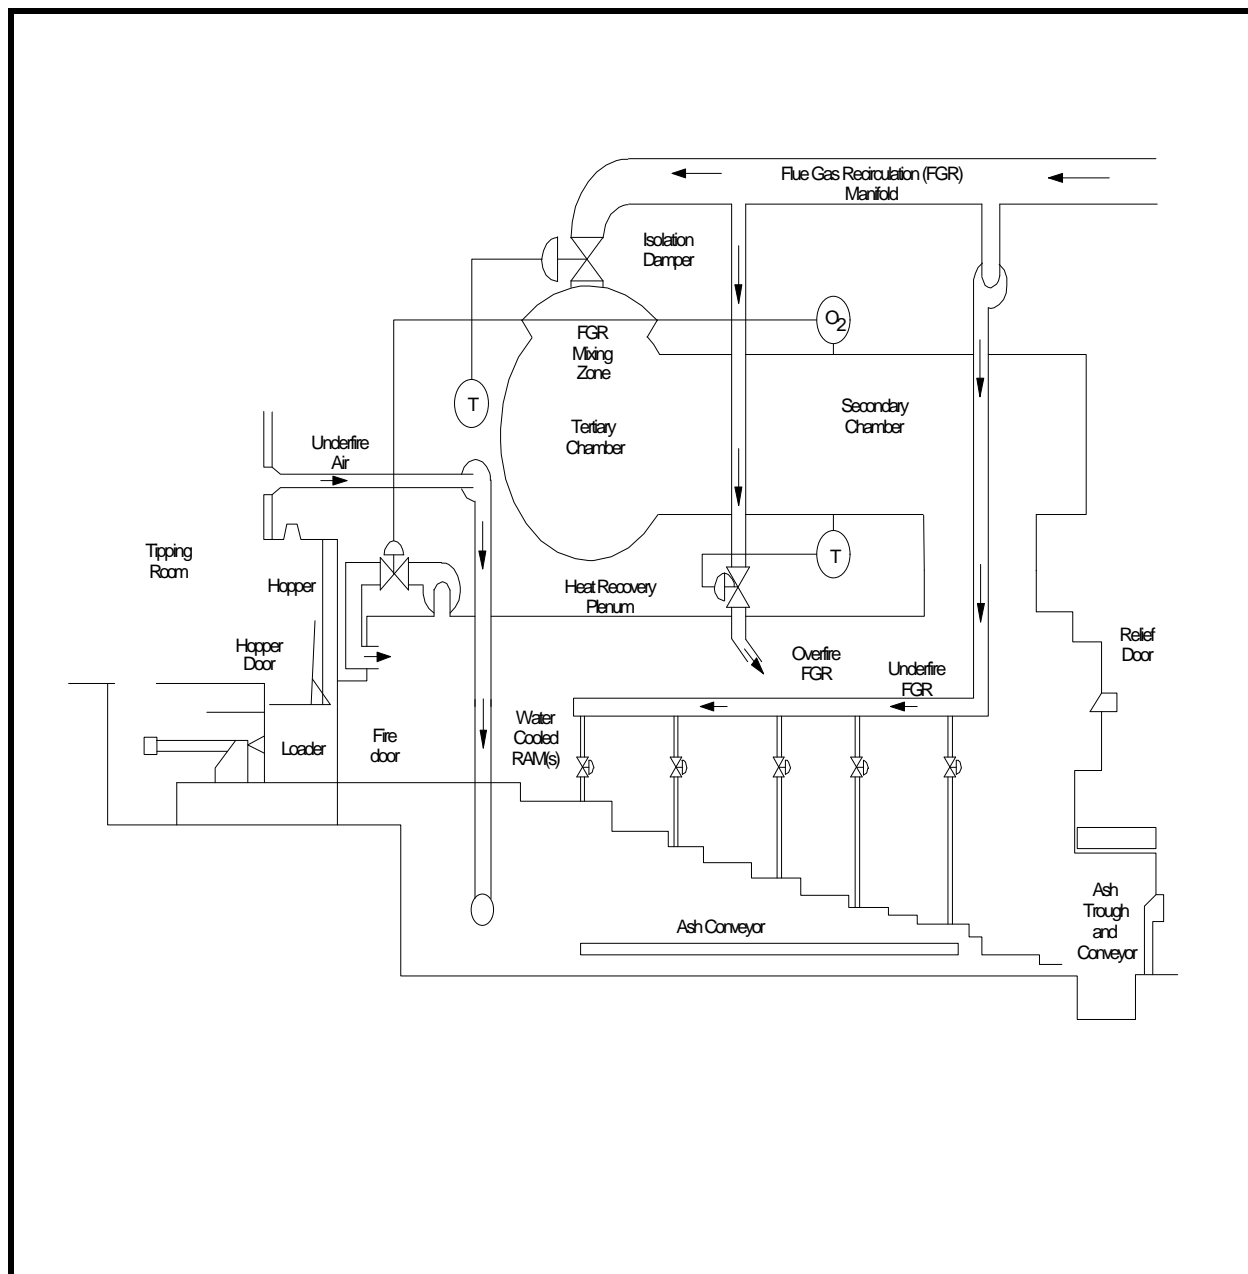 Flue Gas Recirculation (FGR)
Manifold
Isolation
Damper
O2
FGR
Mixing
Zone
T
Secondary
Chamber
Tertiary
Chamber
Underfire
Air
Tipping
Room
T
Hopper
Heat Recovery
Plenum
Hopper
Door
Overfire
FGR
Underfire
FGR
Relief
Door
Water
Cooled
RAM(s)
Loader
Fire
door
Ash
Trough
and
Conveyor
Ash Conveyor